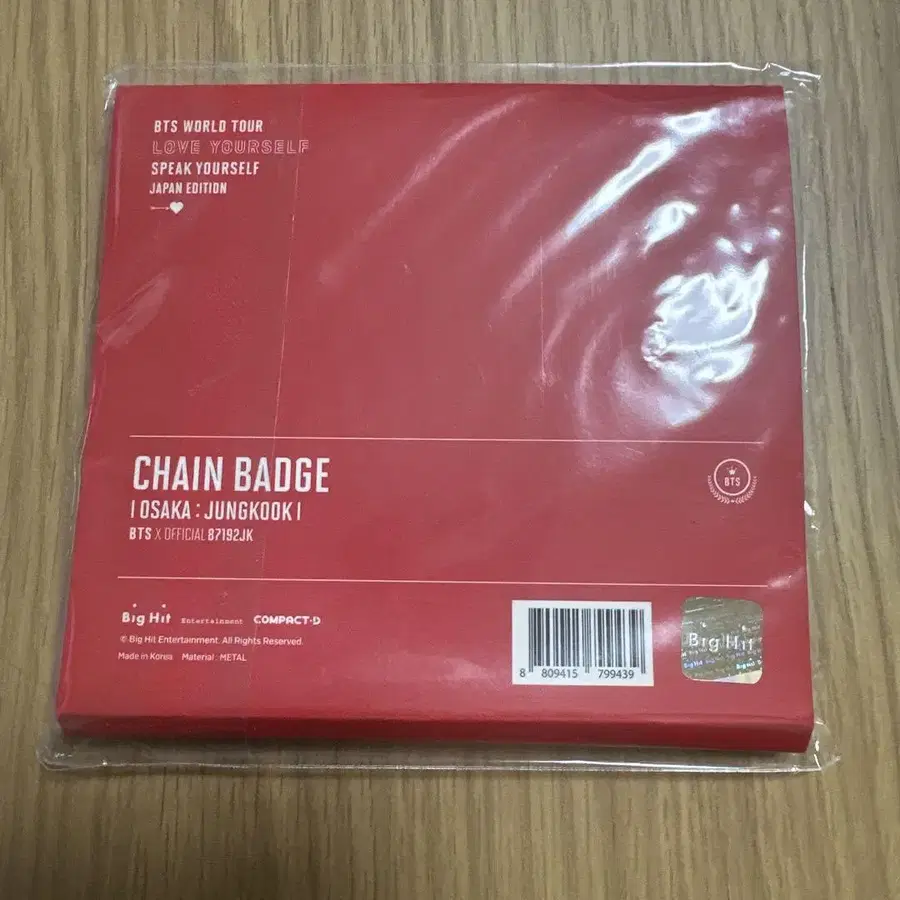 BTS WORLD TOUR
LOVE YOURSELF
SPEAK YOURSELF
JAPAN EDITION
CHAIN BADGE
| OSAKA : JUNGKOOK |
BTS X OFFICIAL 87192JK
BTS
Big Hit Entertainment COMPACT·D
© Big Hit Entertainment. All Rights Reserved.
Made in Korea Material : METAL
8 809415 799439
Big Hit